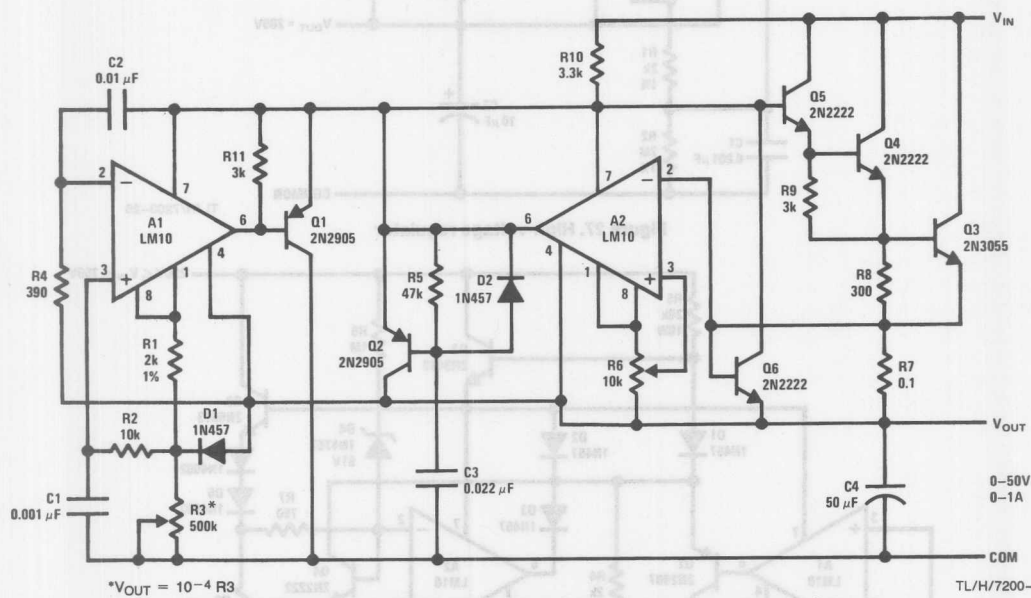 C2
0.01 μF
R10
3.3k
V_IN
Q5
2N2222
Q4
2N2222
R11
3k
2
−
7
A1
LM10
6
3
+
8
1
4
Q1
2N2905
R4
390
R1
2k
1%
R2
10k
D1
1N457
C1
0.001 μF
R3*
500k
R5
47k
D2
1N457
Q2
2N2905
C3
0.022 μF
7
−
2
A2
LM10
6
4
1
8
+
3
R6
10k
R9
3k
Q3
2N3055
R8
300
R7
0.1
Q6
2N2222
V_OUT
C4
50 μF
0–50V
0–1A
COM
*V_OUT = 10⁻⁴ R3
TL/H/7200–